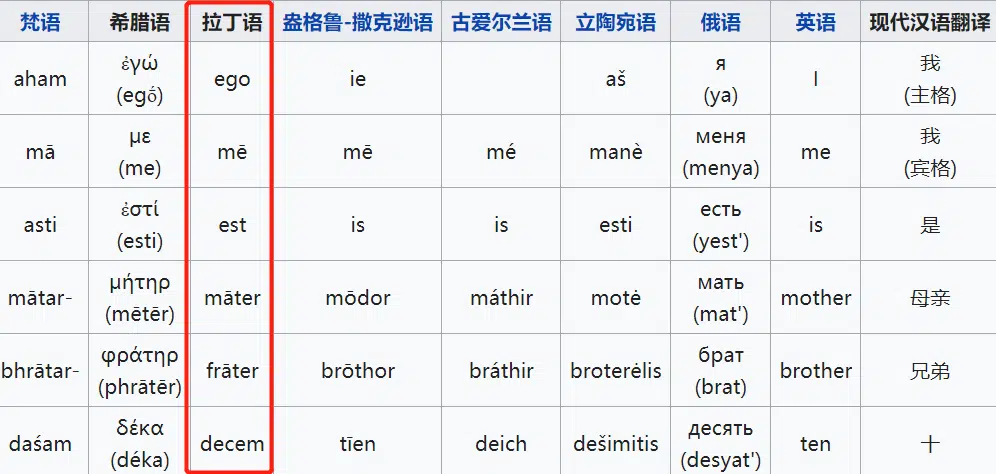 梵语 希腊语 拉丁语 盎格鲁-撒克逊语 古爱尔兰语 立陶宛语 俄语 英语 现代汉语翻译
aham ἐγώ (egṓ) ego ie aš я (ya) I 我 (主格)
mā με (me) mē mē mé manè меня (menya) me 我 (宾格)
asti ἐστί (esti) est is is esti есть (yest') is 是
mātar- μήτηρ (mētēr) māter mōdor máthir motė мать (mat') mother 母亲
bhrātar- φράτηρ (phrātēr) frāter brōthor bráthir broterėlis брат (brat) brother 兄弟
daśam δέκα (déka) decem tīen deich dešimitis десять (desyat') ten 十